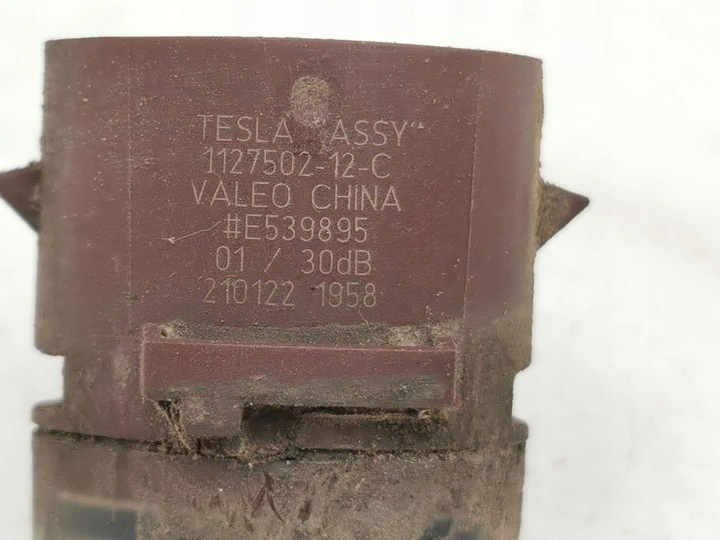 TESLA "ASSY"
1127502-12-C
VALEO CHINA
#E539895
01 / 30dB
210122 1958